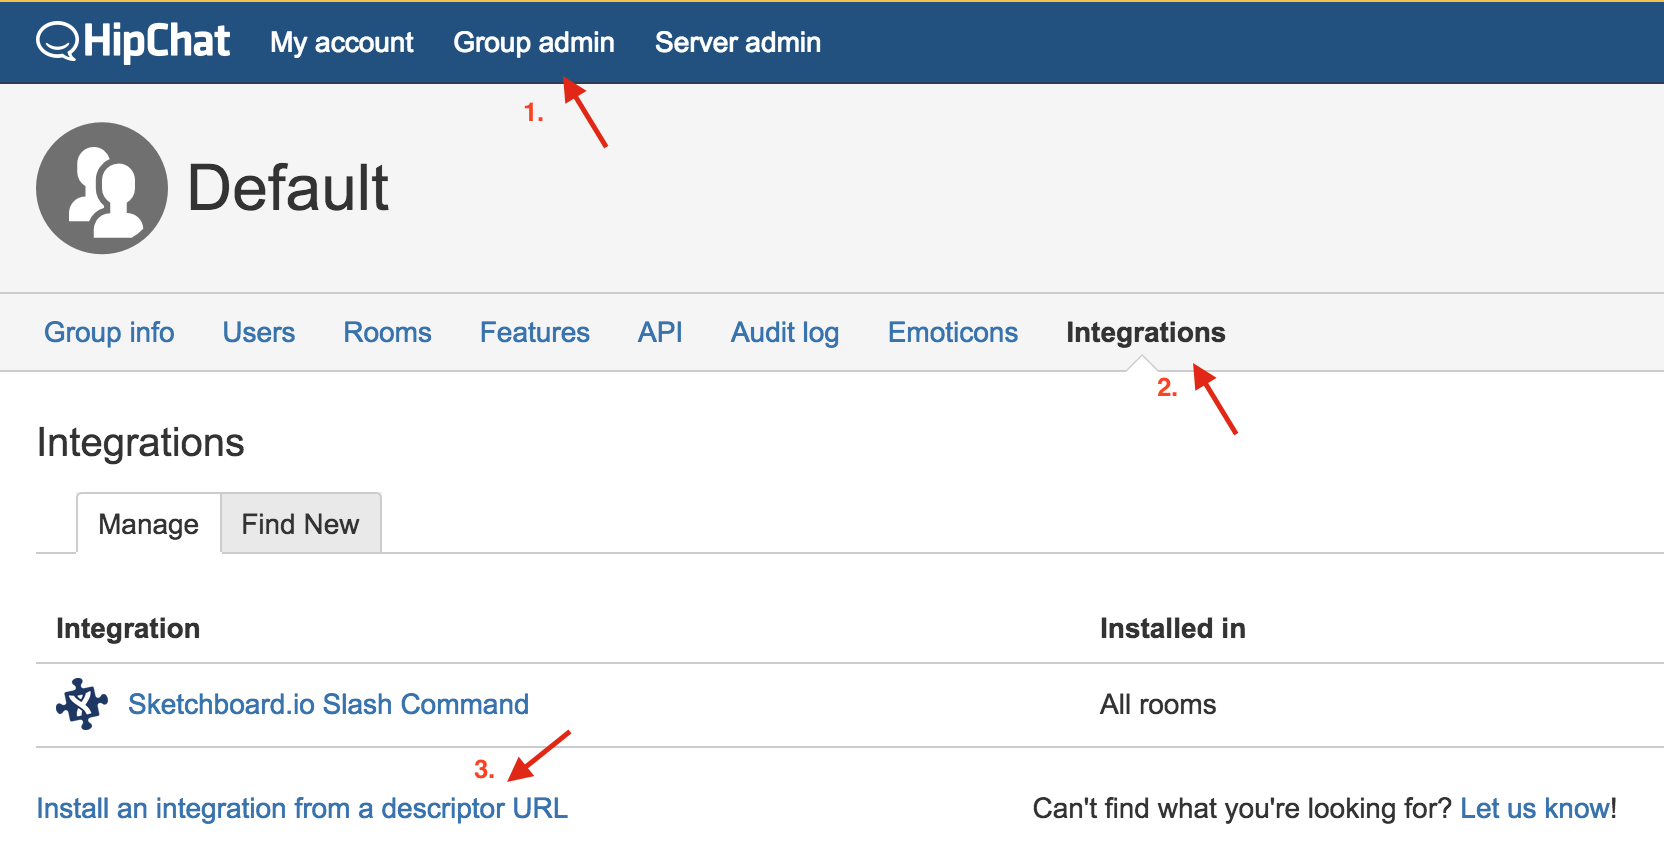 HipChat My account Group admin Server admin
1.
Default
Group info Users Rooms Features API Audit log Emoticons Integrations
2.
Integrations
Manage Find New
Integration Installed in
Sketchboard.io Slash Command All rooms
3.
Install an integration from a descriptor URL Can't find what you're looking for? Let us know!